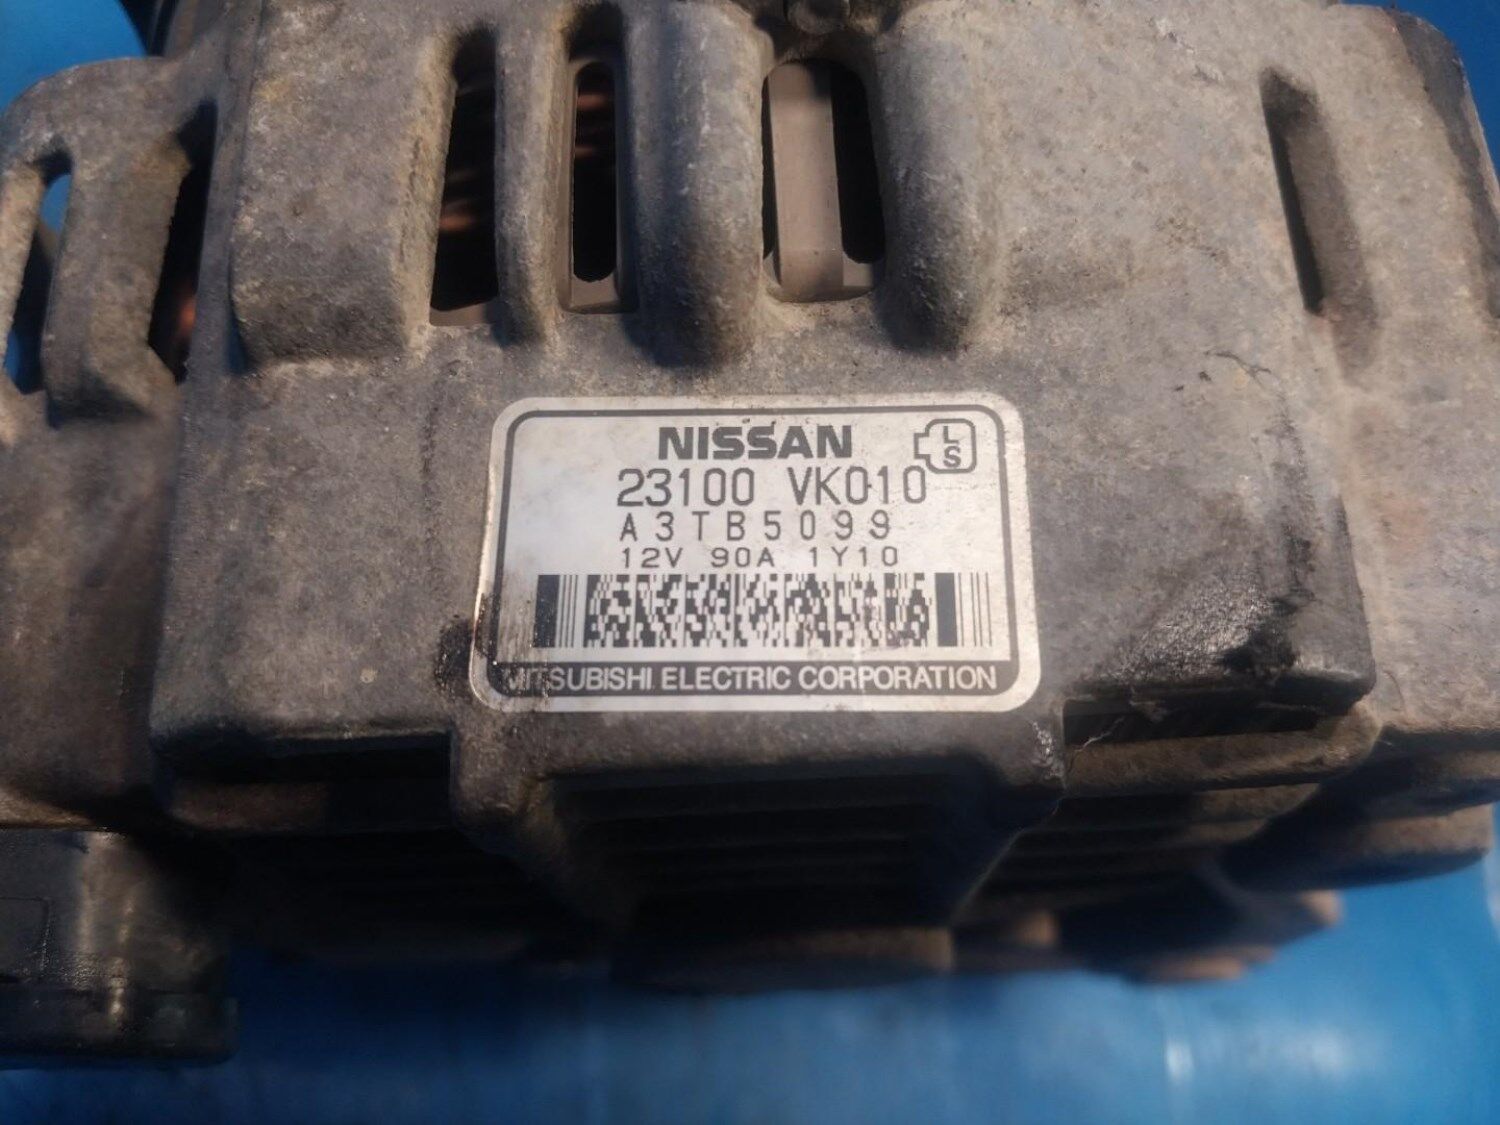 NISSAN
L
S
23100 VK010
A3TB5099
12V 90A 1Y10
MITSUBISHI ELECTRIC CORPORATION